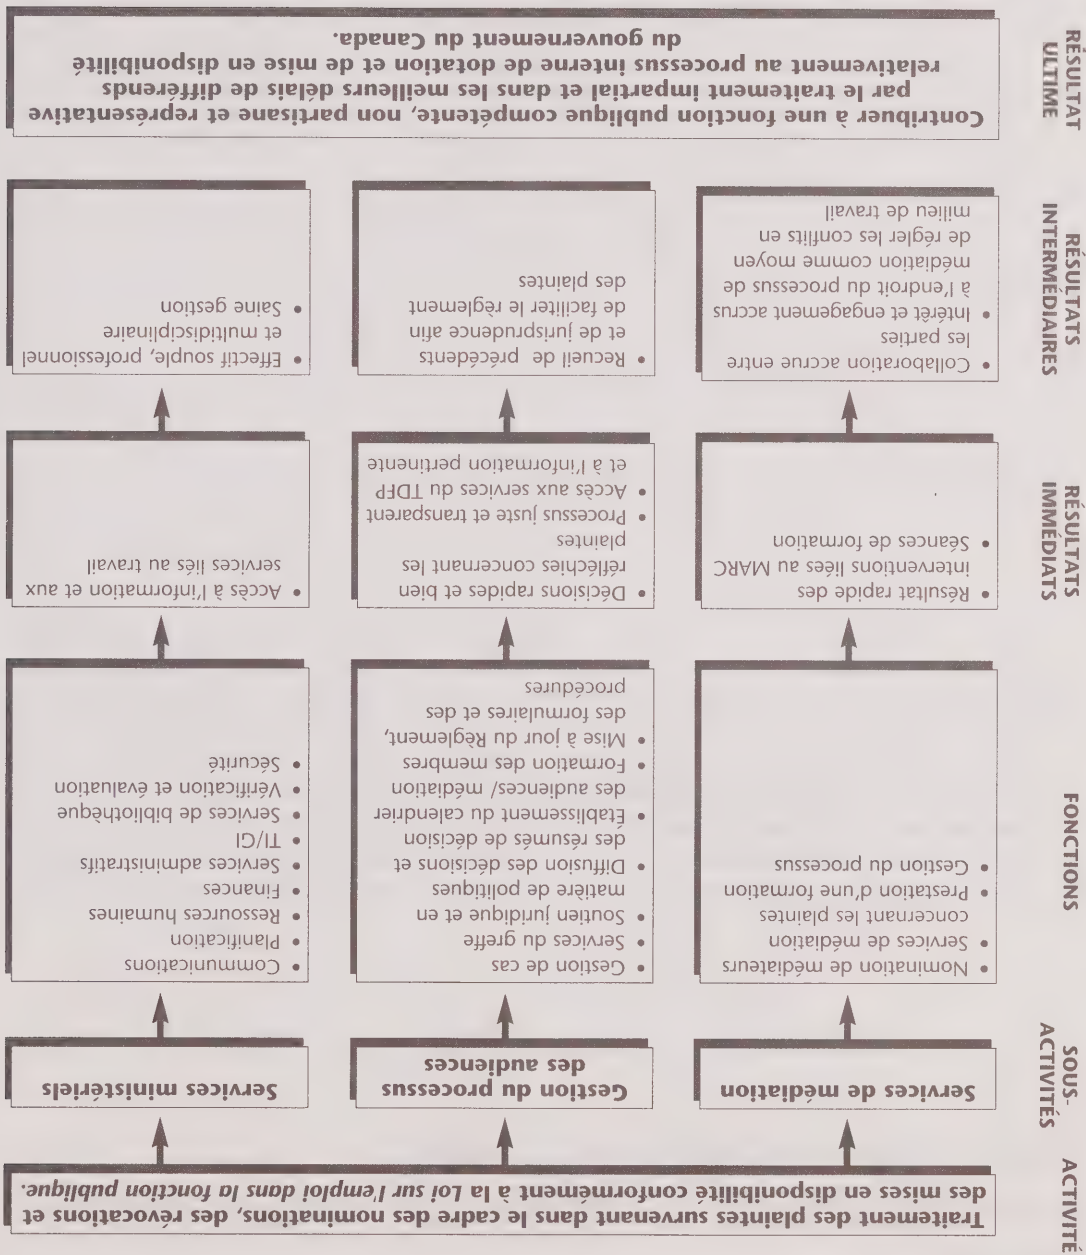 ACTIVITÉ
Traitement des plaintes survenant dans le cadre des nominations, des révocations et
des mises en disponibilité conformément à la Loi sur l'emploi dans la fonction publique.
SOUS-
ACTIVITÉS
Services de médiation
Gestion du processus
des audiences
Services ministériels
FONCTIONS
• Nomination de médiateurs
• Services de médiation
concernant les plaintes
• Prestation d'une formation
• Gestion du processus
• Gestion de cas
• Services du greffe
• Soutien juridique et en
matière de politiques
• Diffusion des décisions et
des résumés de décision
• Établissement du calendrier
des audiences/ médiation
• Formation des membres
• Mise à jour du Règlement,
des formulaires et des
procédures
• Communications
• Planification
• Ressources humaines
• Finances
• Services administratifs
• TI/GI
• Services de bibliothèque
• Vérification et évaluation
• Sécurité
RÉSULTATS
IMMÉDIATS
• Résultat rapide des
interventions liées au MARC
• Séances de formation
• Décisions rapides et bien
réfléchies concernant les
plaintes
• Processus juste et transparent
• Accès aux services du TDFP
et à l'information pertinente
• Accès à l'information et aux
services liés au travail
RÉSULTATS
INTERMÉDIAIRES
• Collaboration accrue entre
les parties
• Intérêt et engagement accrus
à l'endroit du processus de
médiation comme moyen
de régler les conflits en
milieu de travail
• Recueil de précédents
et de jurisprudence afin
de faciliter le règlement
des plaintes
• Effectif souple, professionnel
et multidisciplinaire
• Saine gestion
RÉSULTAT
ULTIME
Contribuer à une fonction publique compétente, non partisane et représentative
par le traitement impartial et dans les meilleurs délais de différends
relativement au processus interne de dotation et de mise en disponibilité
du gouvernement du Canada.